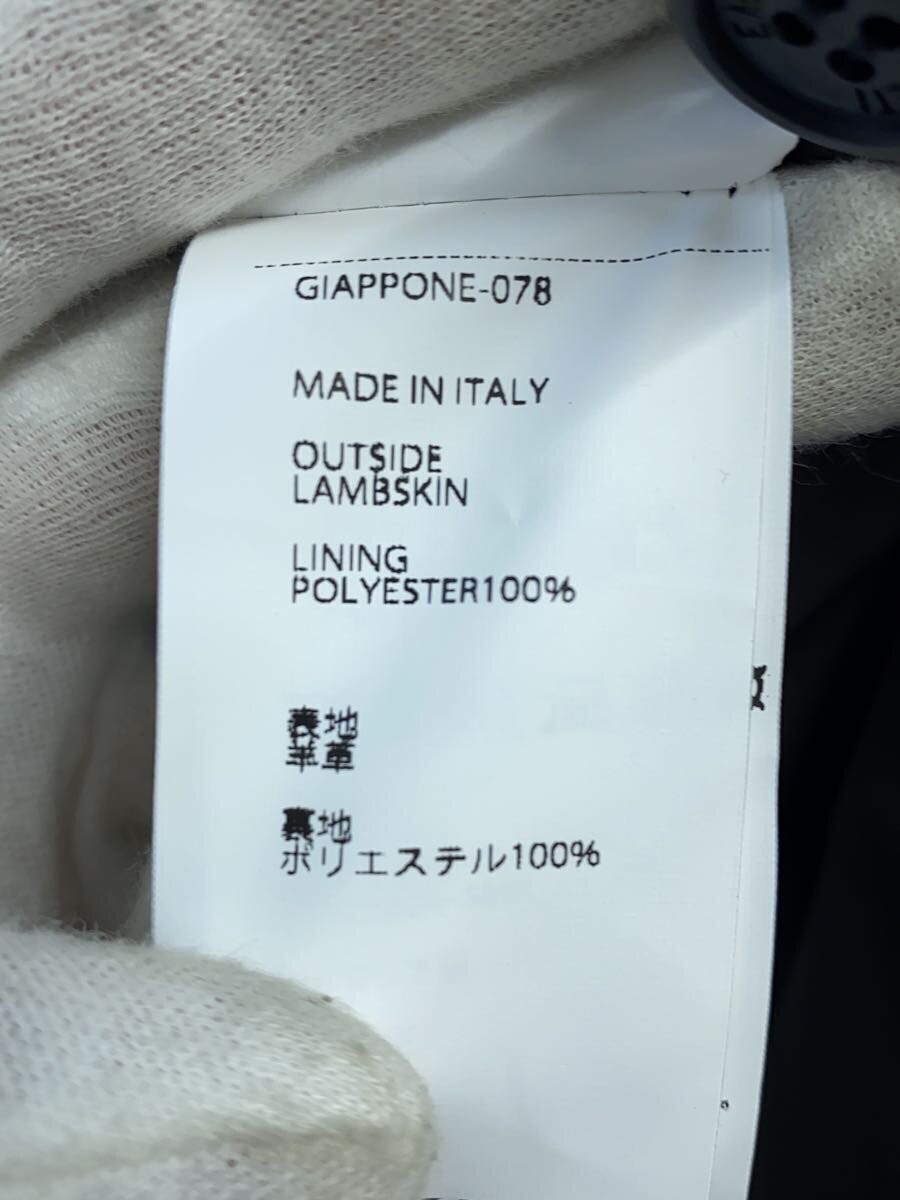 GIAPPONE-078
MADE IN ITALY
OUTSIDE
LAMBSKIN
LINING
POLYESTER100%
表地
羊革
裏地
ポリエステル100%